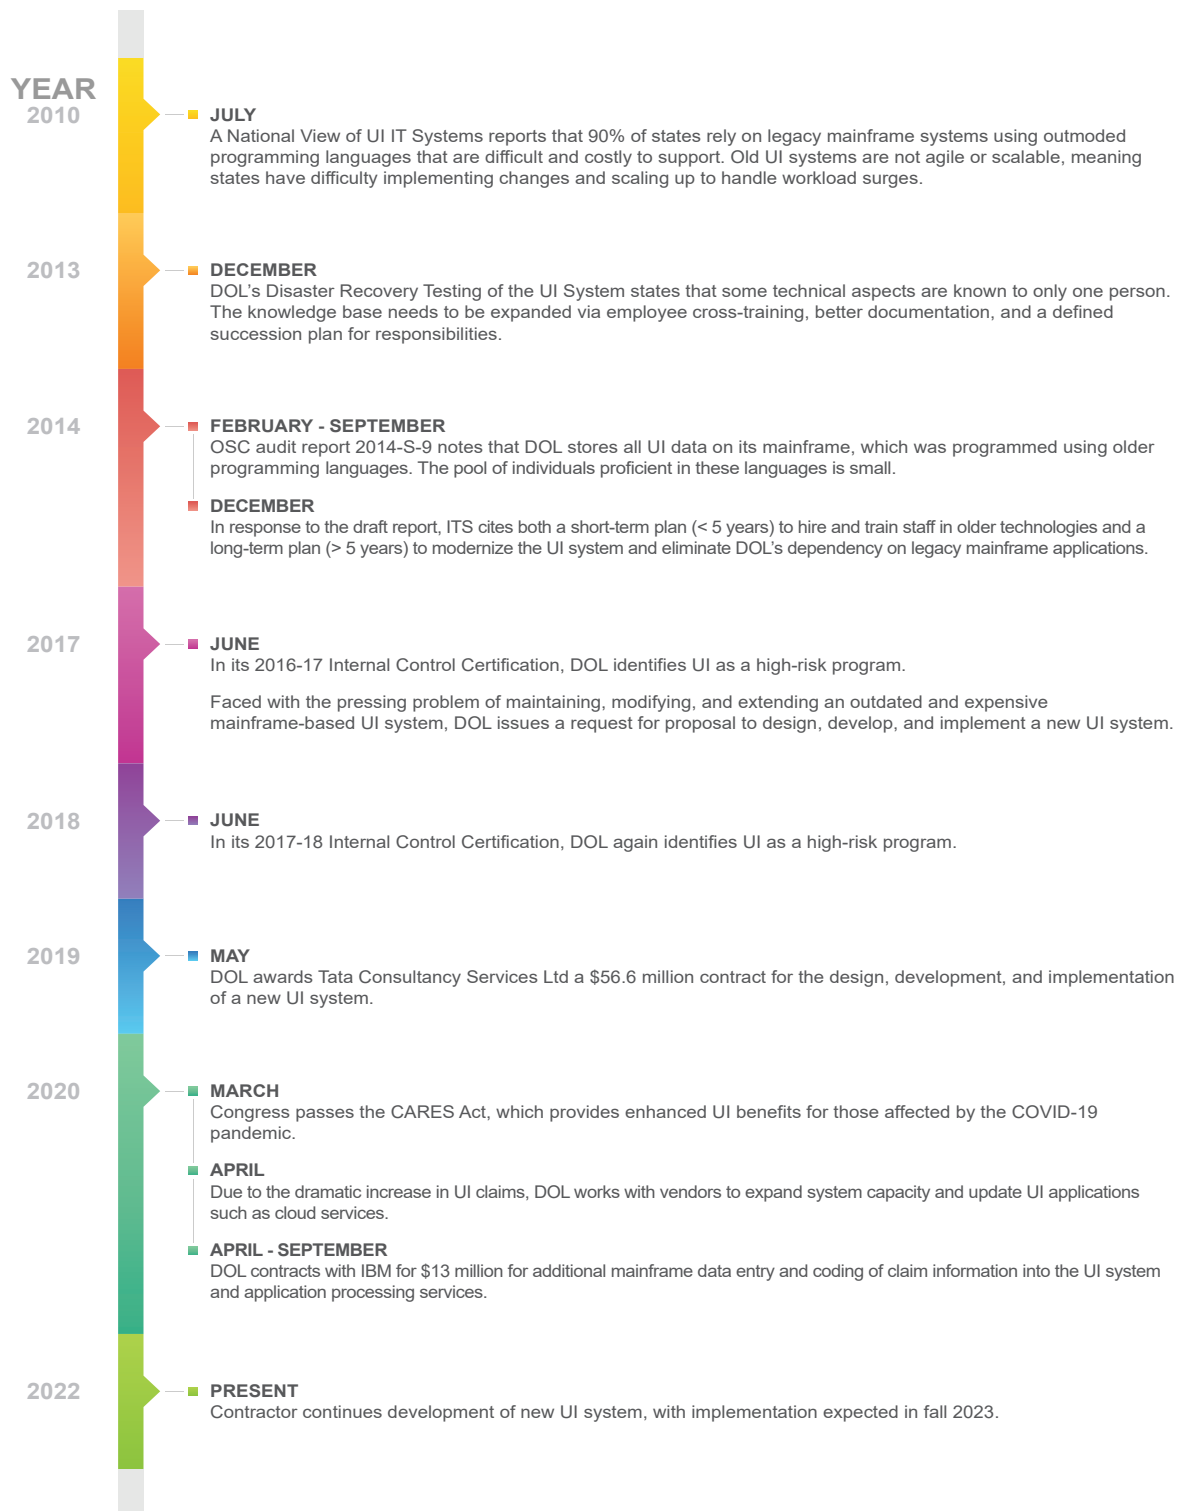 YEAR
2010
JULY
A National View of UI IT Systems reports that 90% of states rely on legacy mainframe systems using outmoded
programming languages that are difficult and costly to support. Old UI systems are not agile or scalable, meaning
states have difficulty implementing changes and scaling up to handle workload surges.
2013
DECEMBER
DOL’s Disaster Recovery Testing of the UI System states that some technical aspects are known to only one person.
The knowledge base needs to be expanded via employee cross-training, better documentation, and a defined
succession plan for responsibilities.
2014
FEBRUARY - SEPTEMBER
OSC audit report 2014-S-9 notes that DOL stores all UI data on its mainframe, which was programmed using older
programming languages. The pool of individuals proficient in these languages is small.
DECEMBER
In response to the draft report, ITS cites both a short-term plan (< 5 years) to hire and train staff in older technologies and a
long-term plan (> 5 years) to modernize the UI system and eliminate DOL’s dependency on legacy mainframe applications.
2017
JUNE
In its 2016-17 Internal Control Certification, DOL identifies UI as a high-risk program.
Faced with the pressing problem of maintaining, modifying, and extending an outdated and expensive
mainframe-based UI system, DOL issues a request for proposal to design, develop, and implement a new UI system.
2018
JUNE
In its 2017-18 Internal Control Certification, DOL again identifies UI as a high-risk program.
2019
MAY
DOL awards Tata Consultancy Services Ltd a $56.6 million contract for the design, development, and implementation
of a new UI system.
2020
MARCH
Congress passes the CARES Act, which provides enhanced UI benefits for those affected by the COVID-19
pandemic.
APRIL
Due to the dramatic increase in UI claims, DOL works with vendors to expand system capacity and update UI applications
such as cloud services.
APRIL - SEPTEMBER
DOL contracts with IBM for $13 million for additional mainframe data entry and coding of claim information into the UI system
and application processing services.
2022
PRESENT
Contractor continues development of new UI system, with implementation expected in fall 2023.